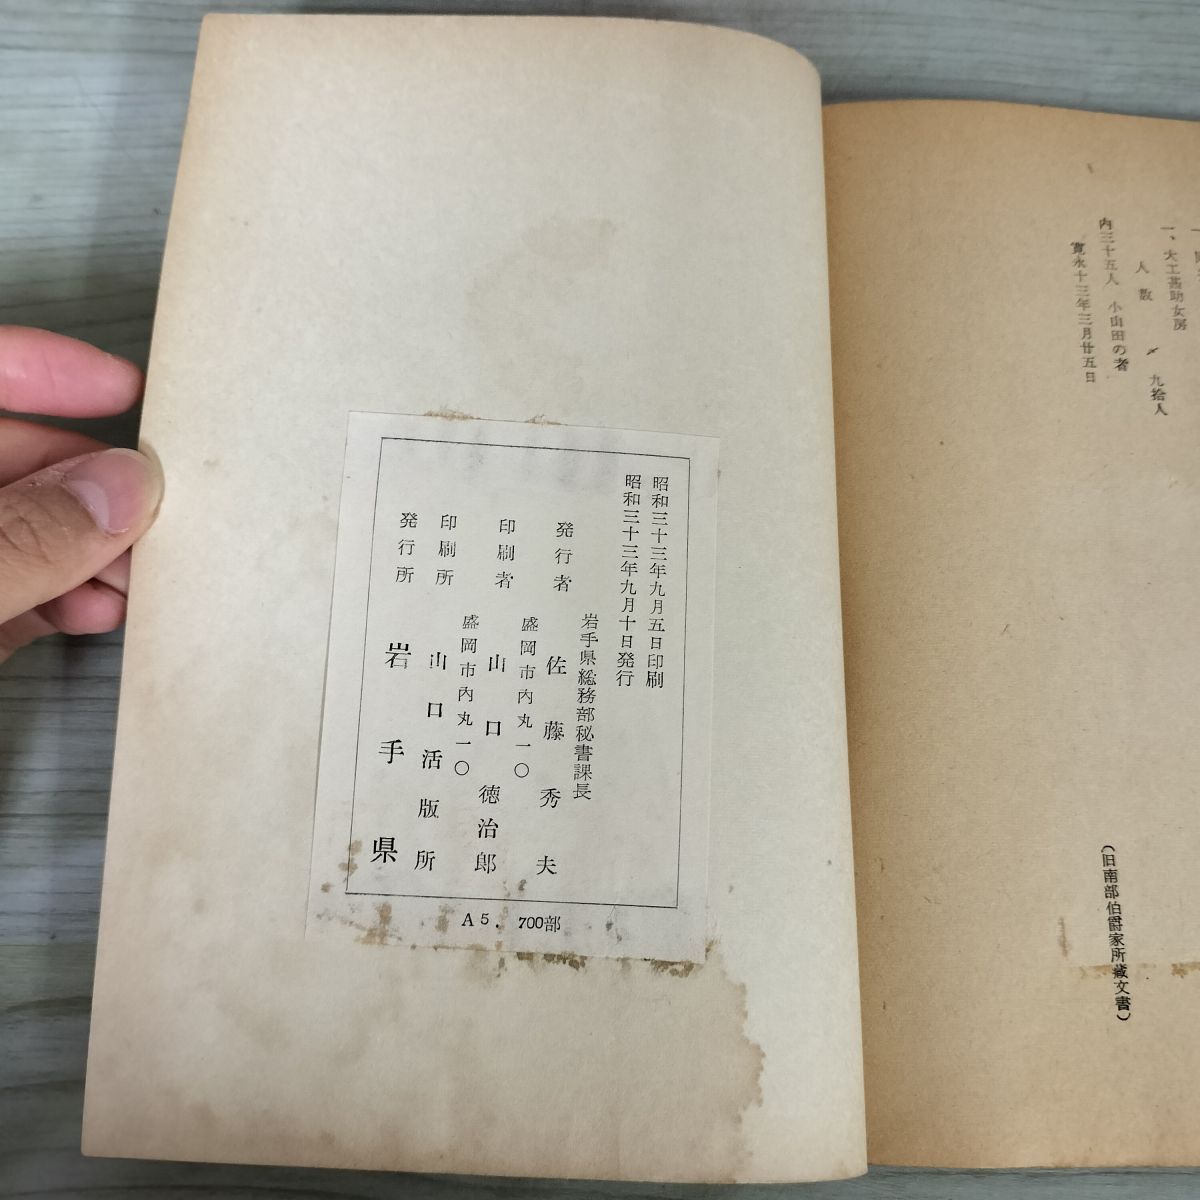 一、大工甚助女房
人数〆九拾人
内三十五人 小山田の者
寛永十三年三月廿五日
(旧南部伯爵家所蔵文書)
昭和三十三年九月五日印刷
昭和三十三年九月十日発行
岩手県総務部秘書課長
発行者 佐藤秀夫
盛岡市内丸一〇
印刷者 山口徳治郎
盛岡市内丸一〇
印刷所 山口活版所
発行所 岩手県
A5. 700部